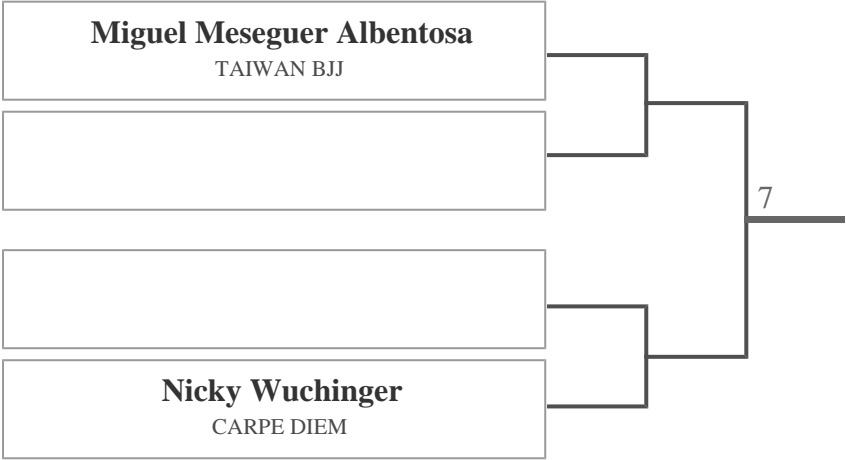 Miguel Meseguer Albentosa
TAIWAN BJJ
7
Nicky Wuchinger
CARPE DIEM